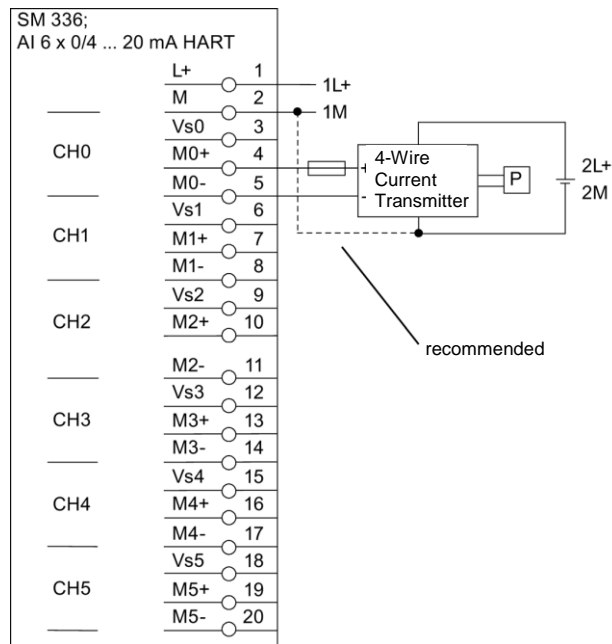 SM 336;
AI 6 x 0/4 ... 20 mA HART
L+ 1
1L+
M 2
1M
Vs0 3
CH0
M0+ 4
M0- 5
4-Wire
Current
Transmitter
+
-
P
2L+
2M
Vs1 6
CH1
M1+ 7
M1- 8
Vs2 9
CH2
M2+ 10
recommended
M2- 11
Vs3 12
CH3
M3+ 13
M3- 14
Vs4 15
CH4
M4+ 16
M4- 17
Vs5 18
CH5
M5+ 19
M5- 20